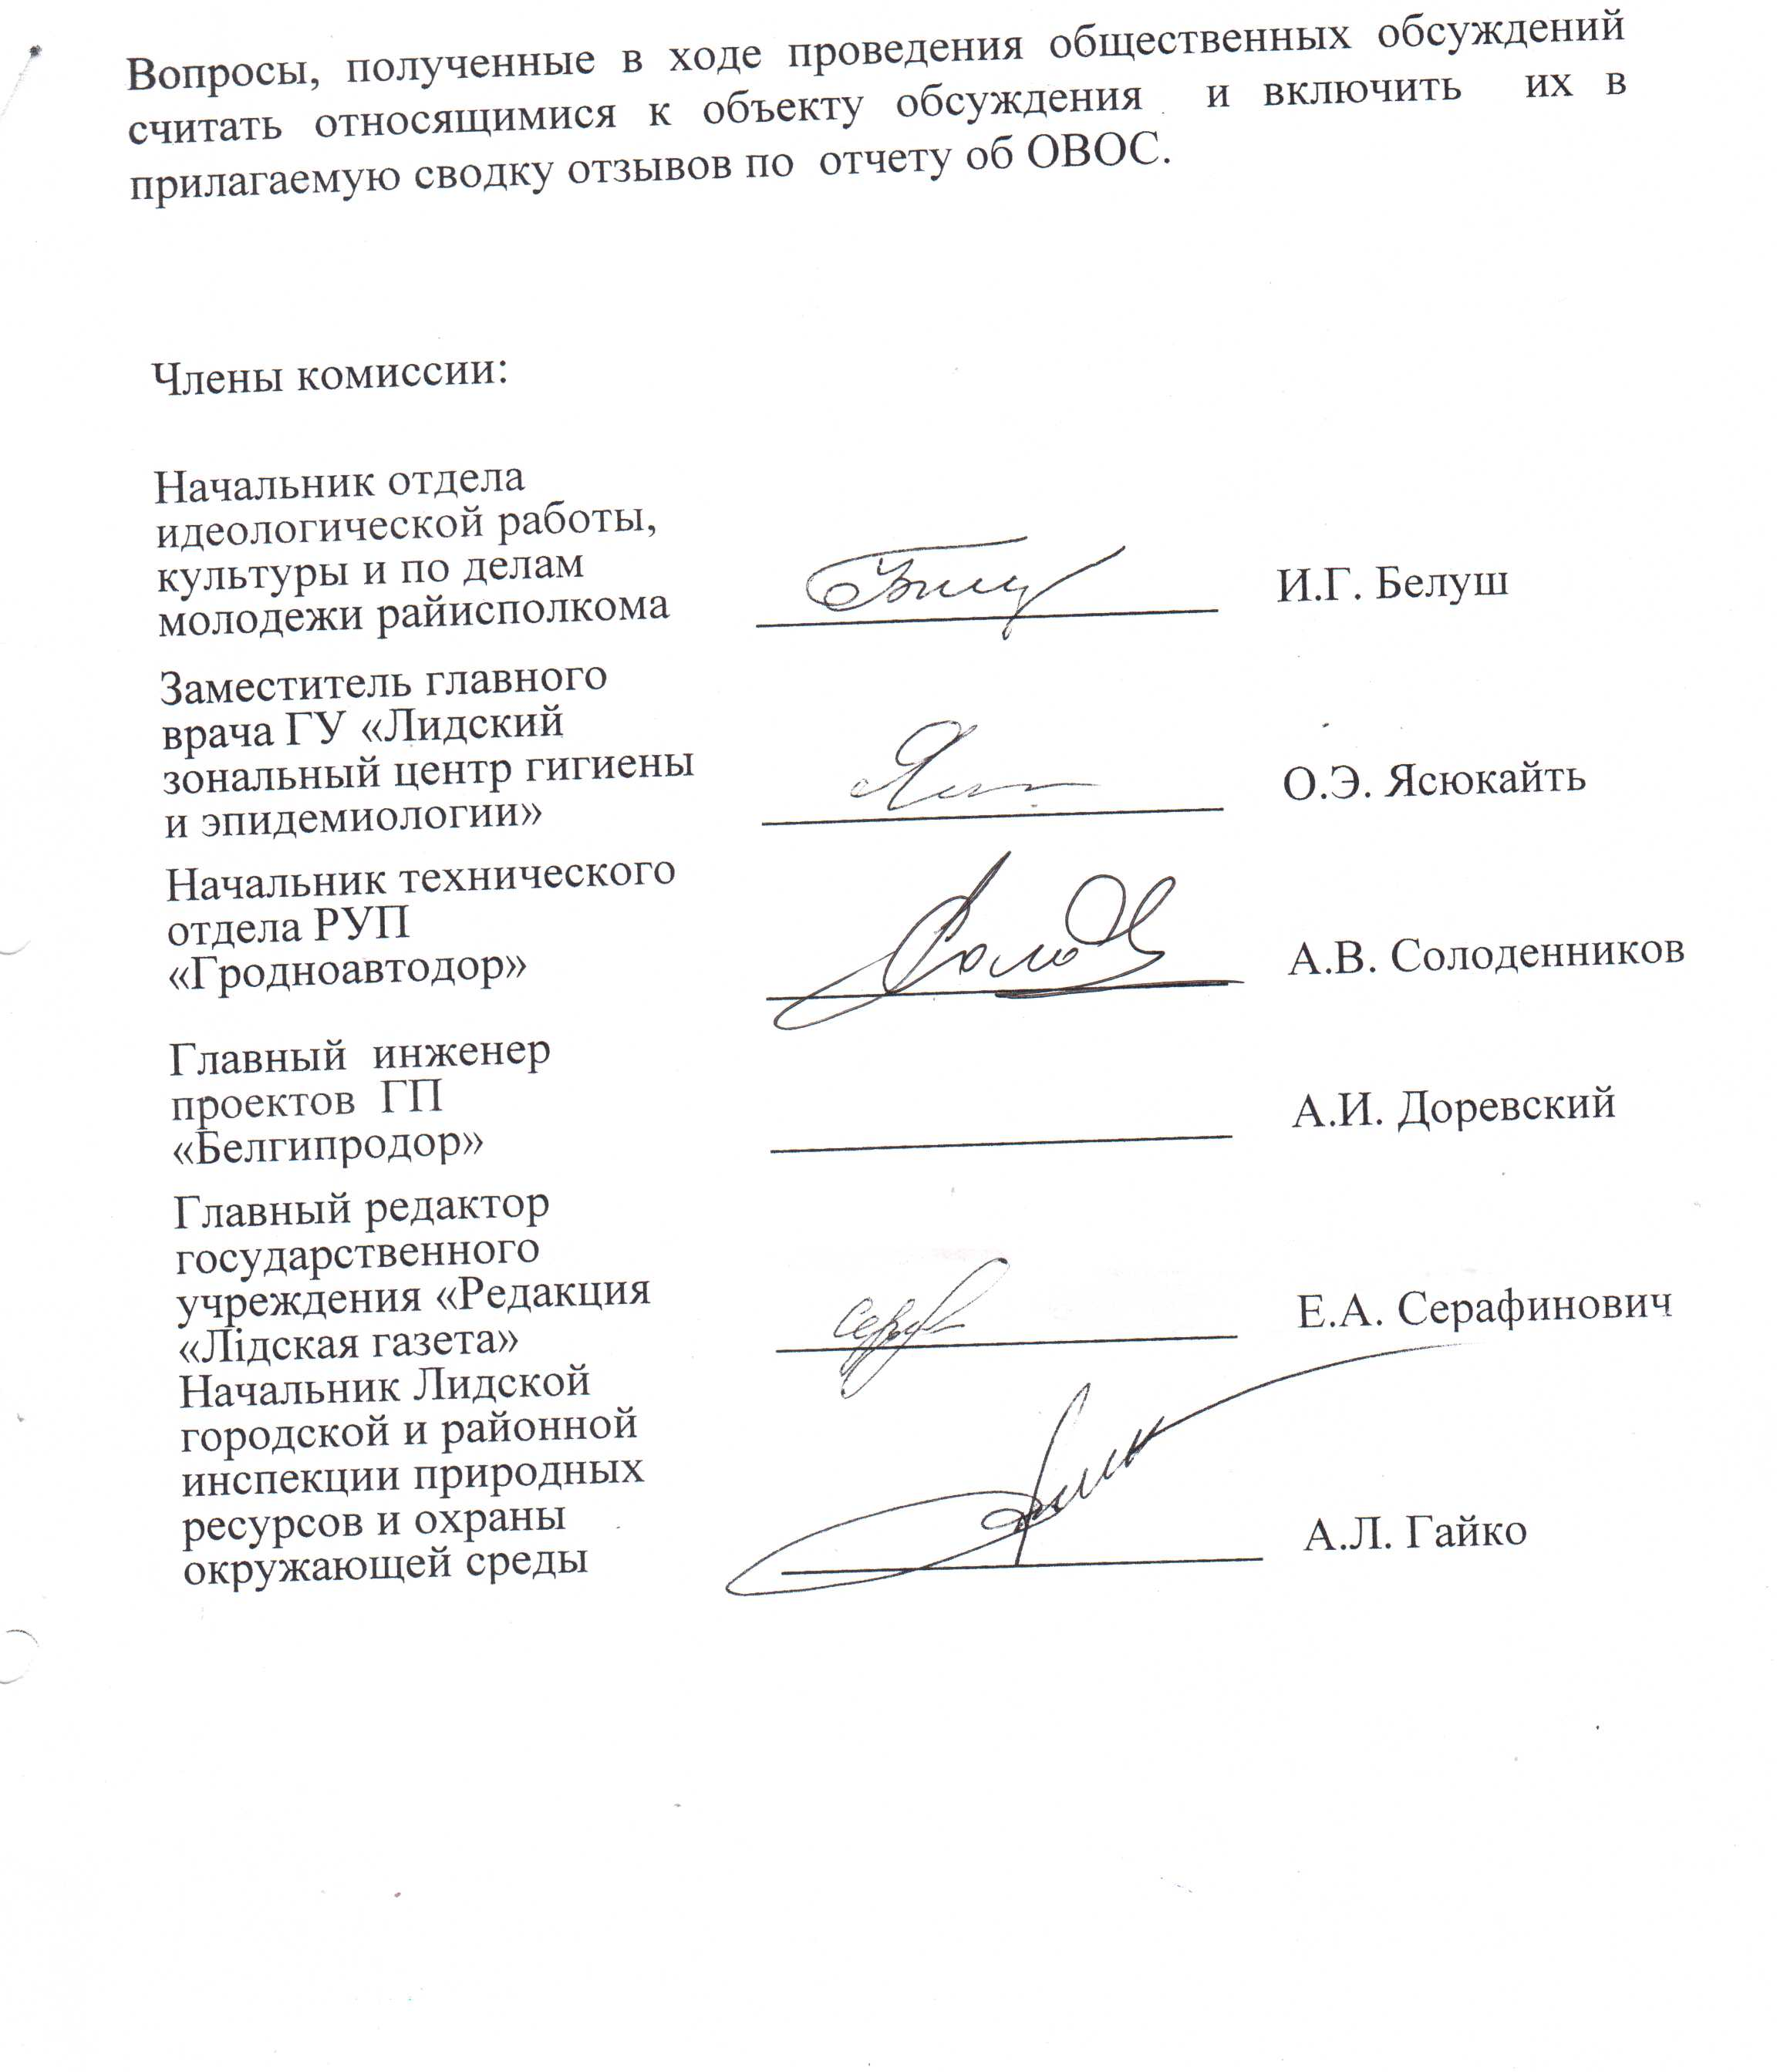 Вопросы, полученные в ходе проведения общественных обсуждений
считать относящимися к объекту обсуждения и включить их в
прилагаемую сводку отзывов по отчету об ОВОС.
Члены комиссии:
Начальник отдела
идеологической работы,
культуры и по делам
молодежи райисполкома
И.Г. Белуш
Заместитель главного
врача ГУ «Лидский
зональный центр гигиены
и эпидемиологии»
О.Э. Ясюкайть
Начальник технического
отдела РУП
«Гродноавтодор»
А.В. Солоденников
Главный инженер
проектов ГП
«Белгипродор»
А.И. Доревский
Главный редактор
государственного
учреждения «Редакция
«Лідская газета»
Е.А. Серафинович
Начальник Лидской
городской и районной
инспекции природных
ресурсов и охраны
окружающей среды
А.Л. Гайко